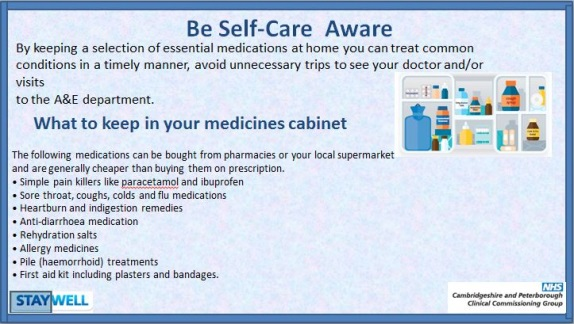 Be Self-Care Aware
By keeping a selection of essential medications at home you can treat common
conditions in a timely manner, avoid unnecessary trips to see your doctor and/or
visits
to the A&E department.
What to keep in your medicines cabinet
The following medications can be bought from pharmacies or your local supermarket
and are generally cheaper than buying them on prescription.
• Simple pain killers like paracetamol and ibuprofen
• Sore throat, coughs, colds and flu medications
• Heartburn and indigestion remedies
• Anti-diarrhoea medication
• Rehydration salts
• Allergy medicines
• Pile (haemorrhoid) treatments
• First aid kit including plasters and bandages.
STAYWELL
NHS
Cambridgeshire and Peterborough
Clinical Commissioning Group